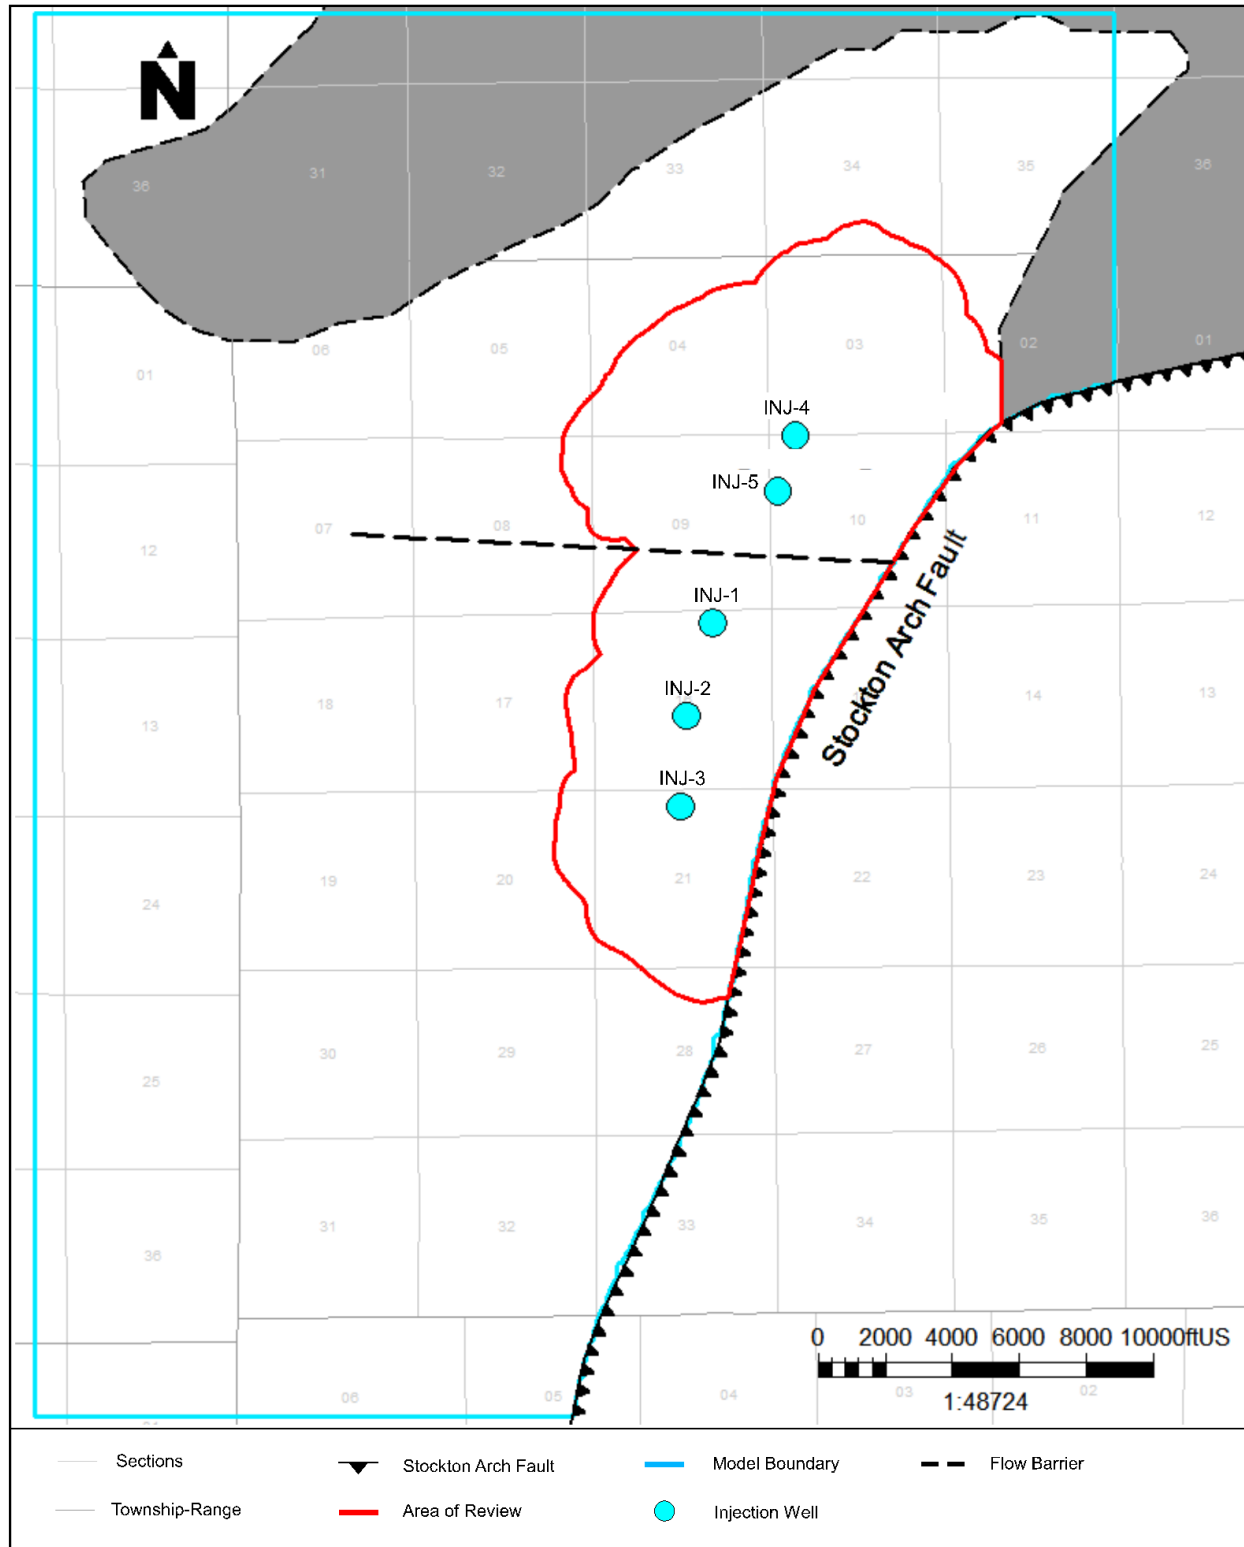 N
36 31 32 33 34 35 36
01 06 05 04 03 02 01
INJ-4
INJ-5
12 07 08 09 10 11 12
INJ-1
INJ-2
13 18 17 14 13
Stockton Arch Fault
INJ-3
24 19 20 21 22 23 24
25 30 29 28 27 26 25
36 31 32 33 34 35 36
0 2000 4000 6000 8000 10000ftUS
06 05 04 03 02
1:48724
Sections Stockton Arch Fault Model Boundary Flow Barrier
Township-Range Area of Review Injection Well